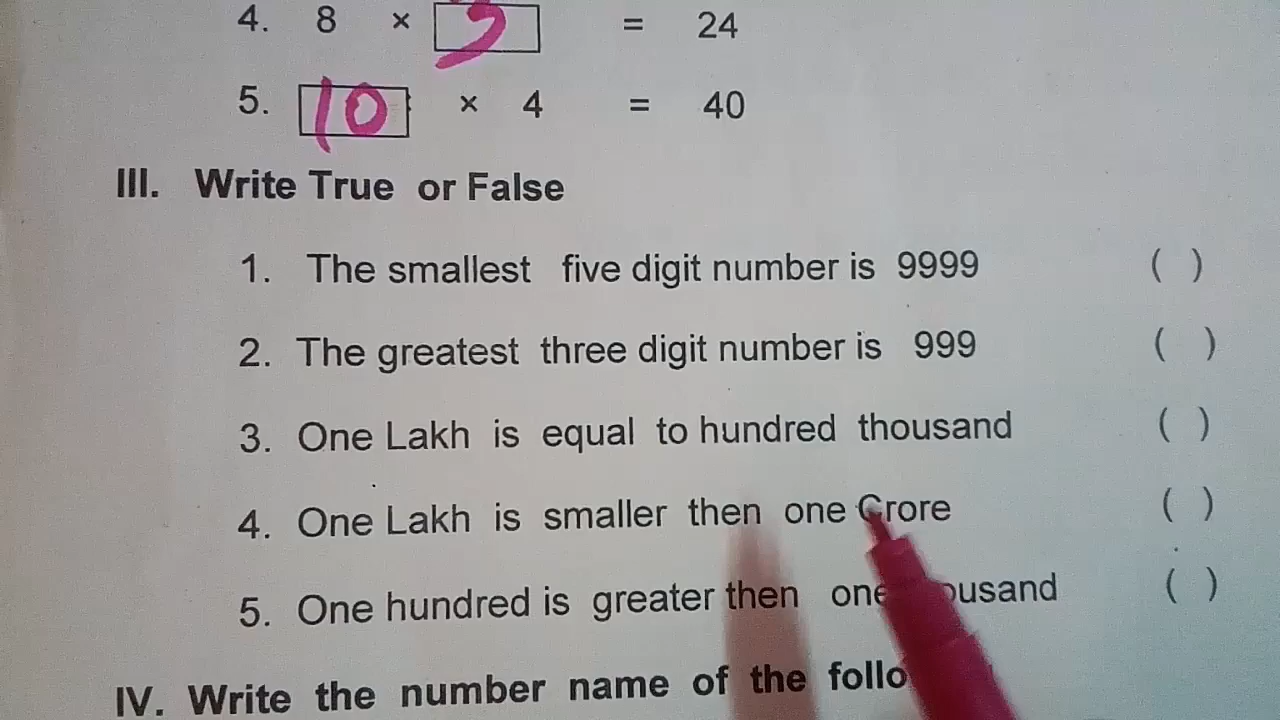 4. 8 × 3 = 24
5. 10 × 4 = 40
III. Write True or False
1. The smallest five digit number is 9999 ( )
2. The greatest three digit number is 999 ( )
3. One Lakh is equal to hundred thousand ( )
4. One Lakh is smaller then one Crore ( )
5. One hundred is greater then one ( )
IV. Write the number name of the